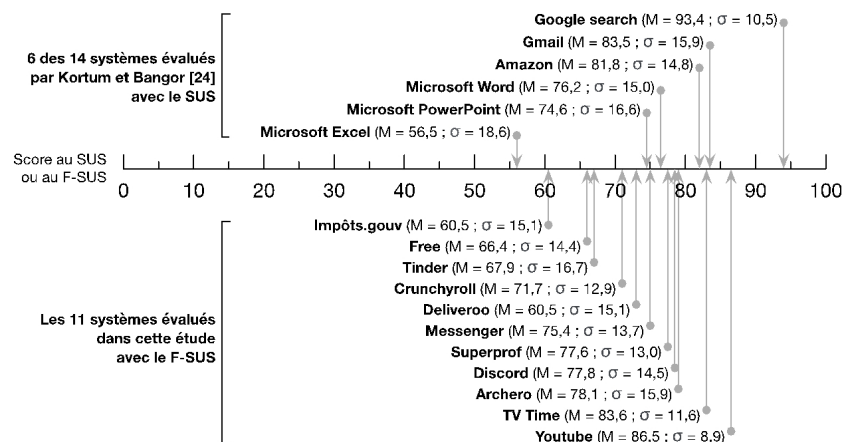 Google search (M = 93,4 ; σ = 10,5)
Gmail (M = 83,5 ; σ = 15,9)
Amazon (M = 81,8 ; σ = 14,8)
Microsoft Word (M = 76,2 ; σ = 15,0)
Microsoft PowerPoint (M = 74,6 ; σ = 16,6)
Microsoft Excel (M = 56,5 ; σ = 18,6)
6 des 14 systèmes évalués
par Kortum et Bangor [24]
avec le SUS
Score au SUS
ou au F-SUS
0 10 20 30 40 50 60 70 80 90 100
Impôts.gouv (M = 60,5 ; σ = 15,1)
Free (M = 66,4 ; σ = 14,4)
Tinder (M = 67,9 ; σ = 16,7)
Crunchyroll (M = 71,7 ; σ = 12,9)
Deliveroo (M = 60,5 ; σ = 15,1)
Messenger (M = 75,4 ; σ = 13,7)
Superprof (M = 77,6 ; σ = 13,0)
Discord (M = 77,8 ; σ = 14,5)
Archero (M = 78,1 ; σ = 15,9)
TV Time (M = 83,6 ; σ = 11,6)
Youtube (M = 86,5 ; σ = 8,9)
Les 11 systèmes évalués
dans cette étude
avec le F-SUS